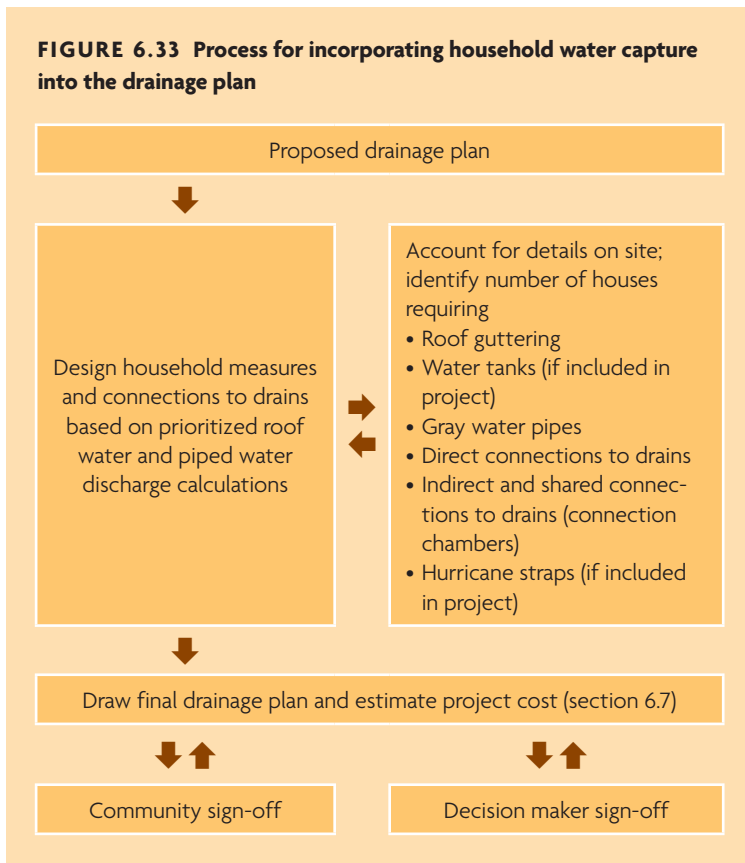 FIGURE 6.33 Process for incorporating household water capture
into the drainage plan
Proposed drainage plan
Design household measures
and connections to drains
based on prioritized roof
water and piped water
discharge calculations
Account for details on site;
identify number of houses
requiring
• Roof guttering
• Water tanks (if included in
project)
• Gray water pipes
• Direct connections to drains
• Indirect and shared connec-
tions to drains (connection
chambers)
• Hurricane straps (if included
in project)
Draw final drainage plan and estimate project cost (section 6.7)
Community sign-off
Decision maker sign-off